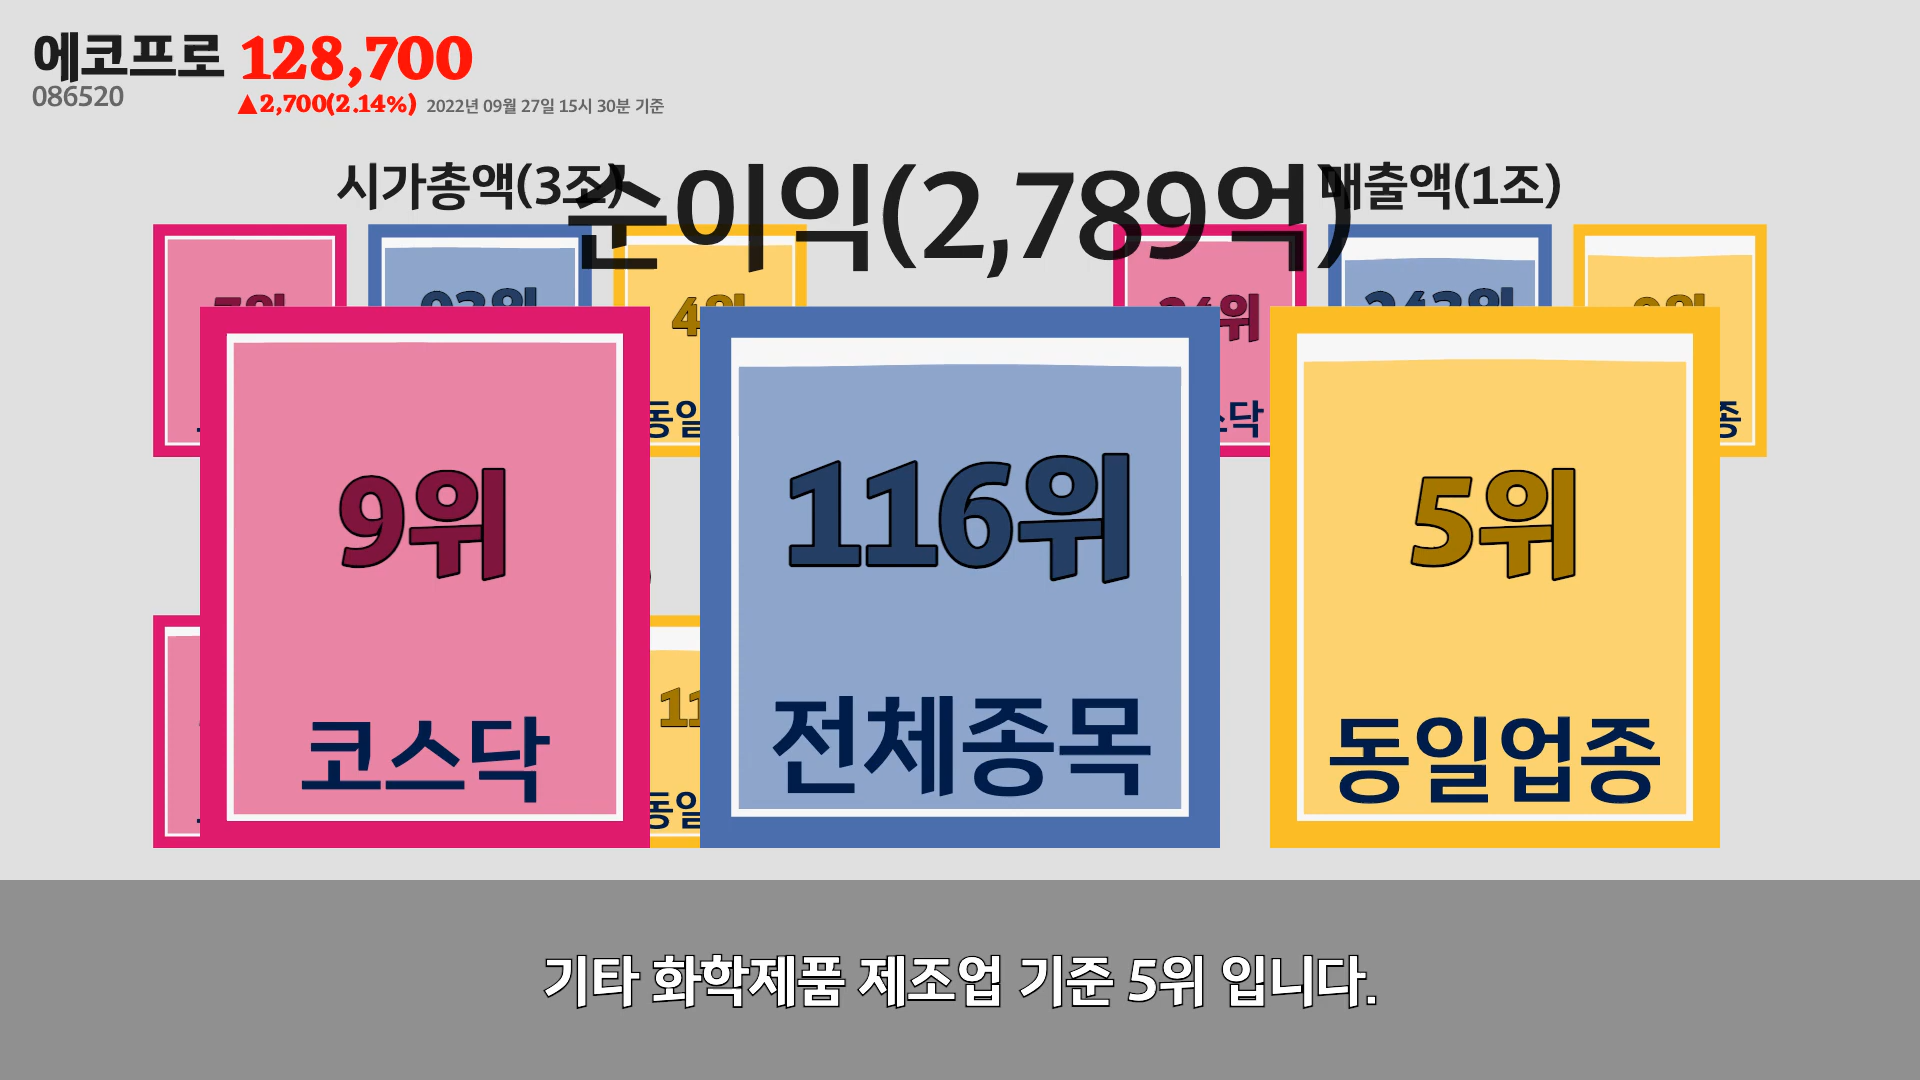 에코프로 128,700
086520
▲2,700(2.14%) 2022년 09월 27일 15시 30분 기준
시가총액(3조)
순이익(2,789억)
매출액(1조)
4위
9위
116위
5위
코스닥
전체종목
동일업종
기타 화학제품 제조업 기준 5위 입니다.